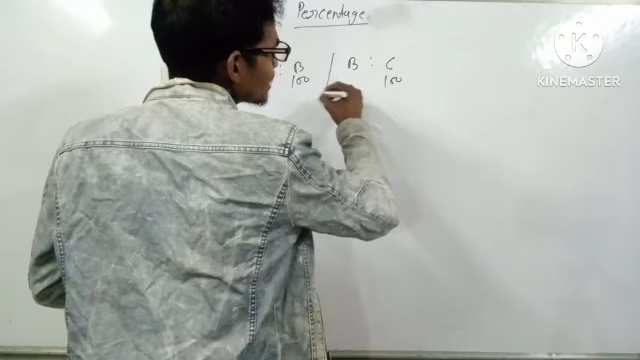 Percentage
: B / B : C
100 100
K
KINEMASTER